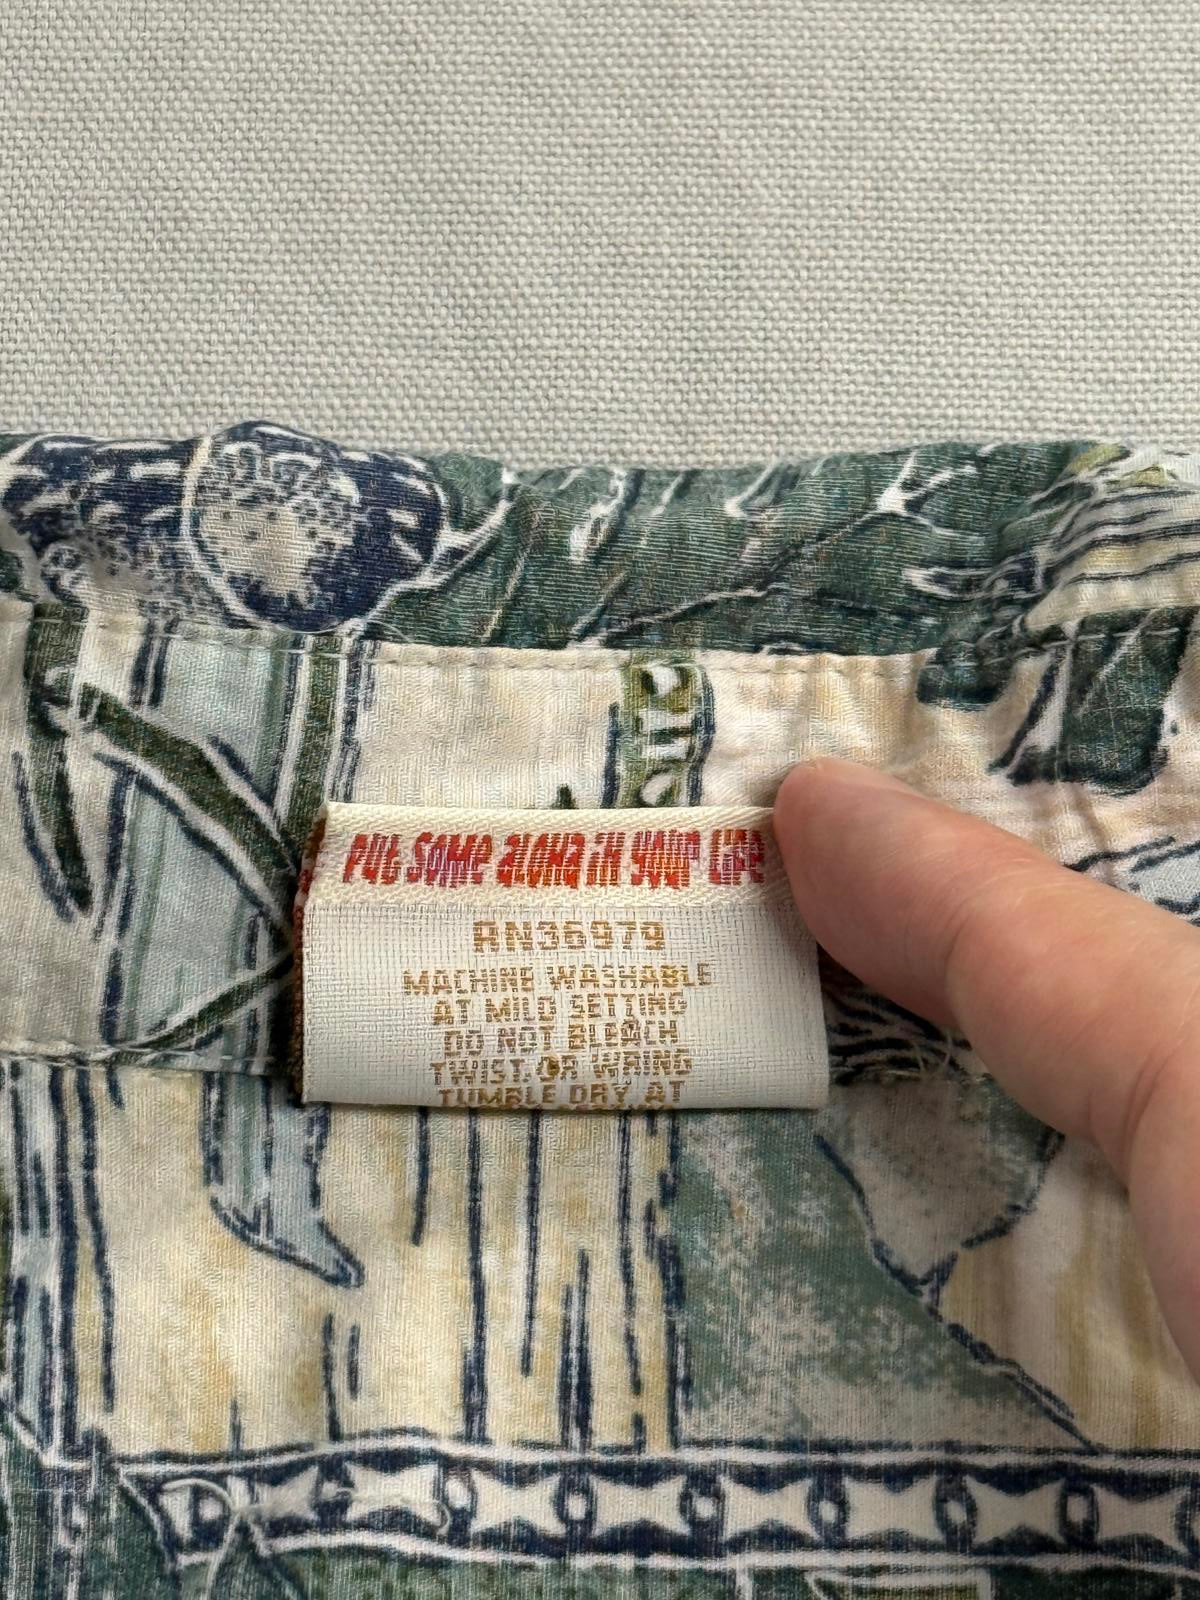 Put Some aloha in your Life
RN36979
MACHINE WASHABLE
AT MILD SETTING
DO NOT BLEACH
TWIST, OR WRING
TUMBLE DRY, AT